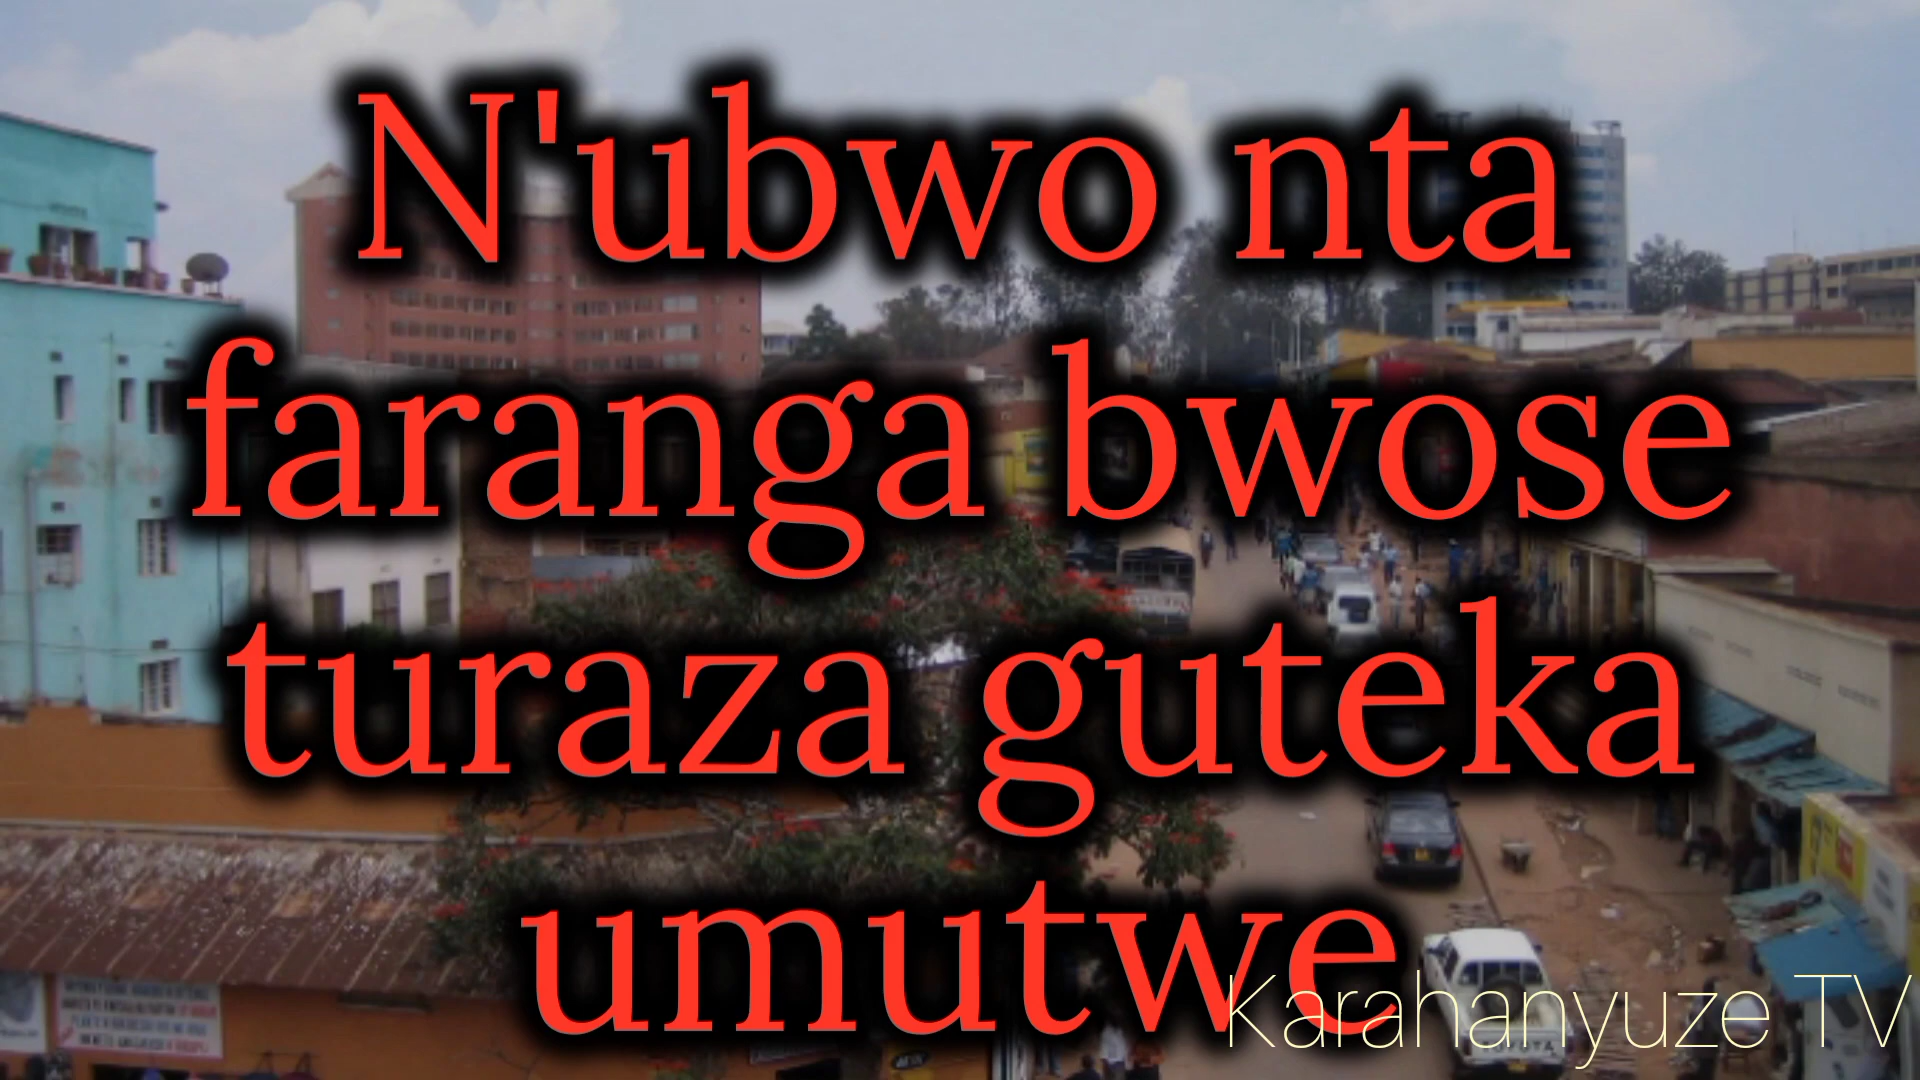 N'ubwo nta
faranga bwose
turaza guteka
umutwe
Karahanyuze TV